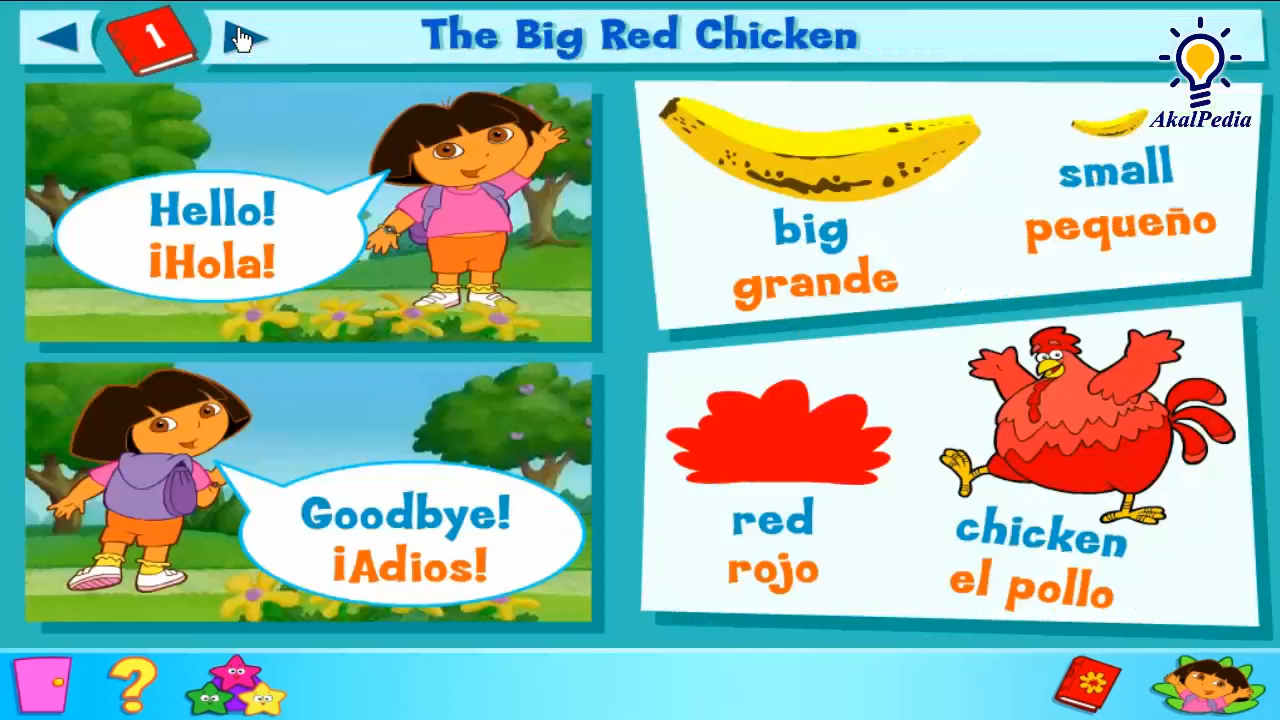 1
The Big Red Chicken
AkalPedia
Hello!
¡Hola!
big
grande
small
pequeño
Goodbye!
¡Adios!
red
rojo
chicken
el pollo
?